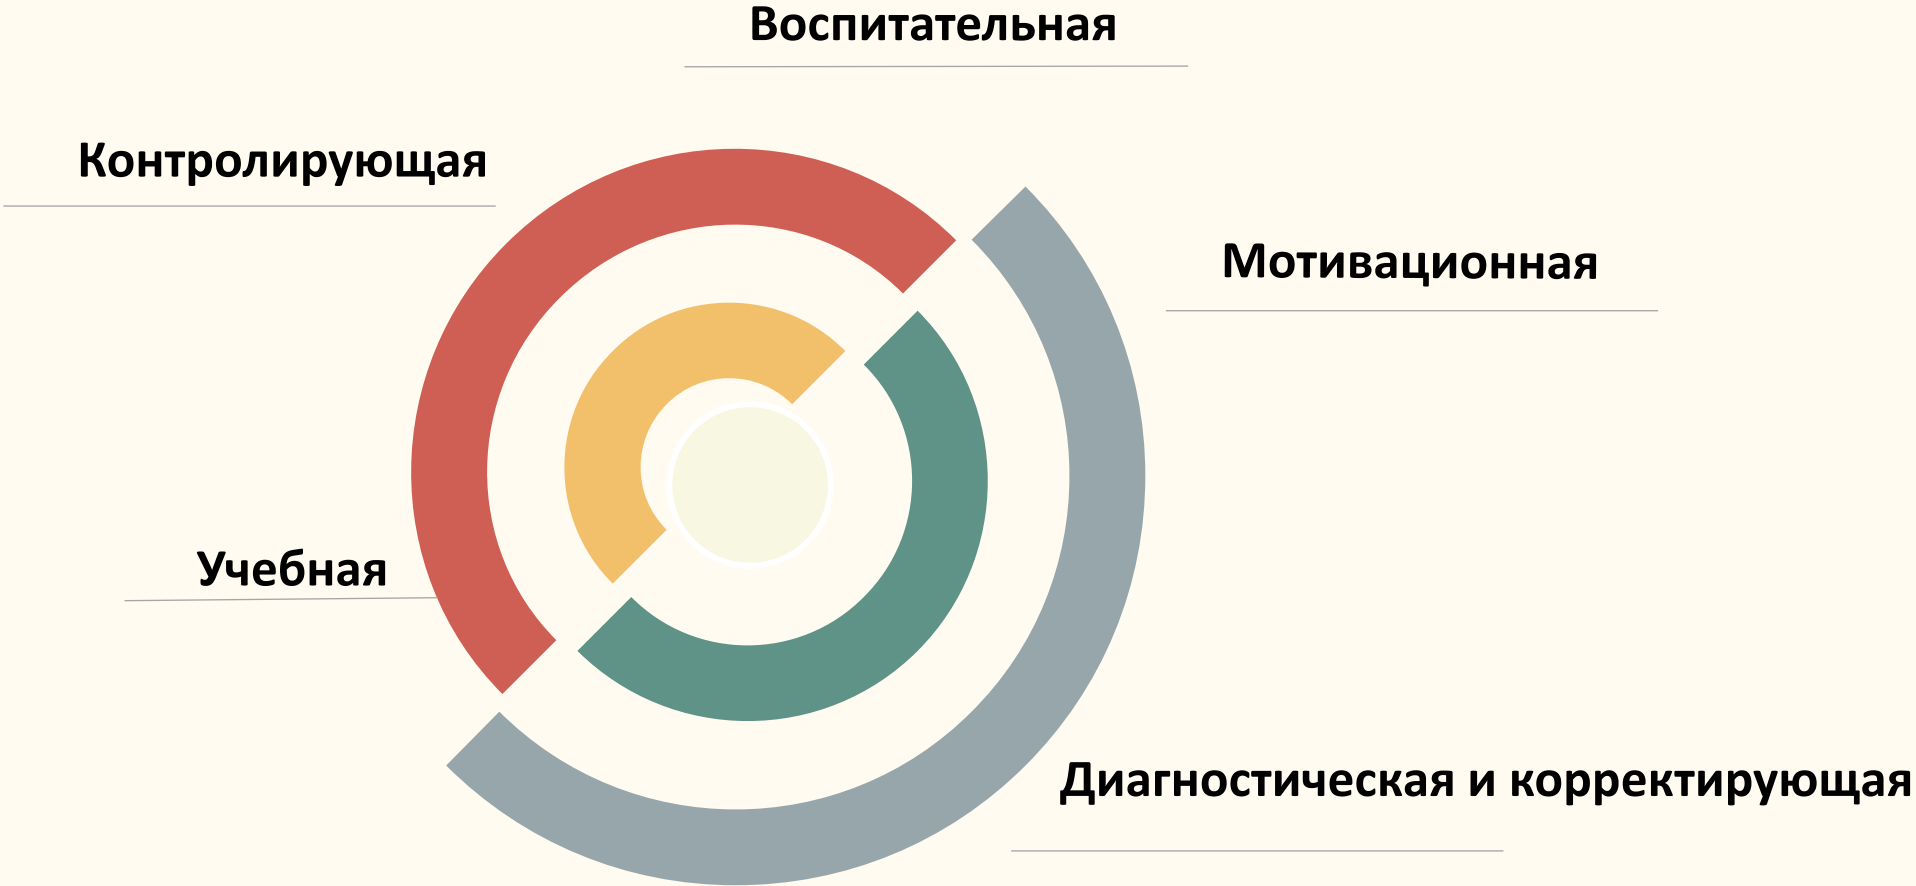 Воспитательная
Контролирующая
Мотивационная
Учебная
Диагностическая и корректирующая